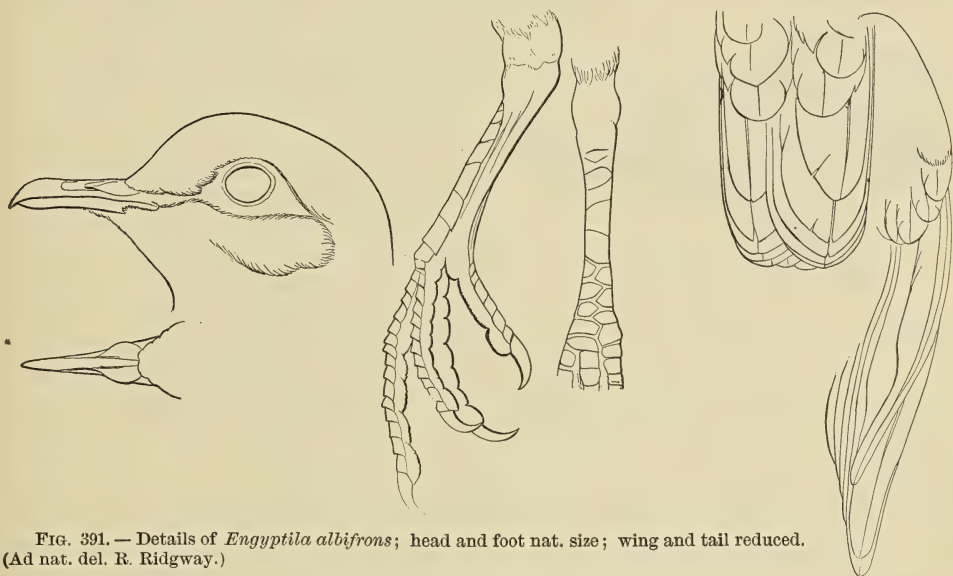 FIG. 391. — Details of Engyptila albifrons; head and foot nat. size; wing and tail reduced.
(Ad nat. del. R. Ridgway.)